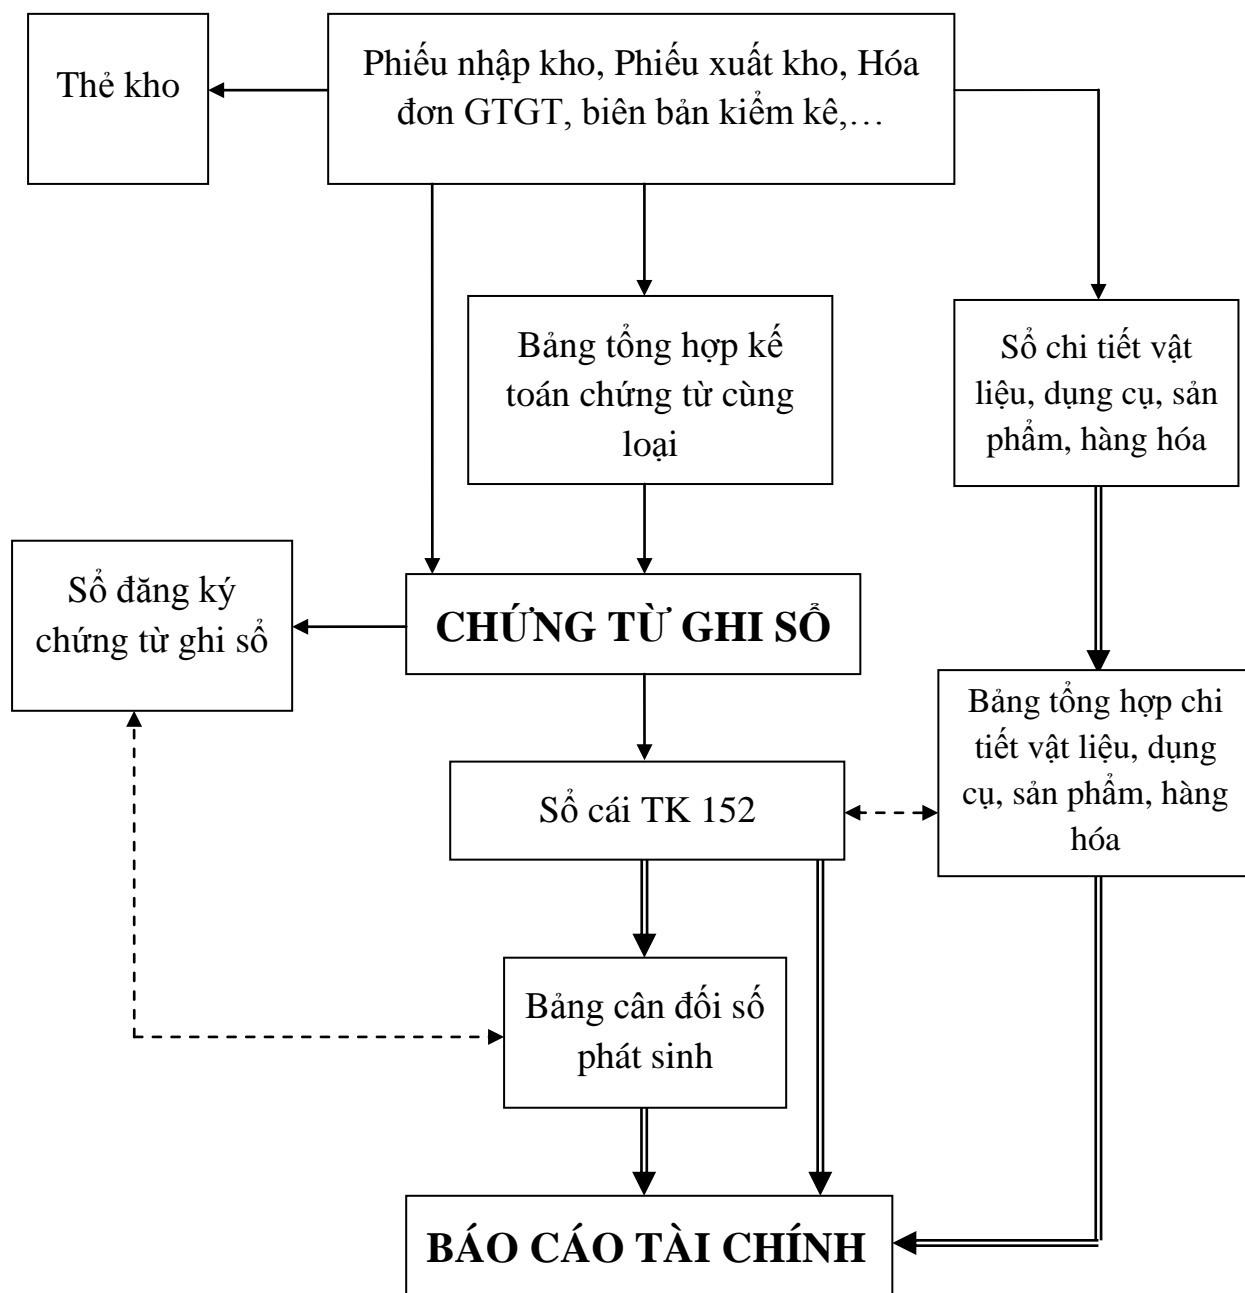 Thẻ kho
Phiếu nhập kho, Phiếu xuất kho, Hóa
đơn GTGT, biên bản kiểm kê,…
Bảng tổng hợp kế
toán chứng từ cùng
loại
Sổ chi tiết vật
liệu, dụng cụ, sản
phẩm, hàng hóa
Sổ đăng ký
chứng từ ghi sổ
CHỨNG TỪ GHI SỔ
Bảng tổng hợp chi
tiết vật liệu, dụng
cụ, sản phẩm, hàng
hóa
Sổ cái TK 152
Bảng cân đối số
phát sinh
BÁO CÁO TÀI CHÍNH